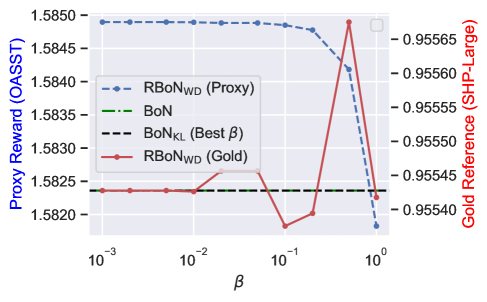 1.5850
1.5845
1.5840
1.5835
1.5830
1.5825
1.5820
Proxy Reward (OASST)
RBoN_WD (Proxy)
BoN
BoN_KL (Best β)
RBoN_WD (Gold)
0.95565
0.95560
0.95555
0.95550
0.95545
0.95540
Gold Reference (SHP-Large)
10⁻³
10⁻²
10⁻¹
10⁰
β